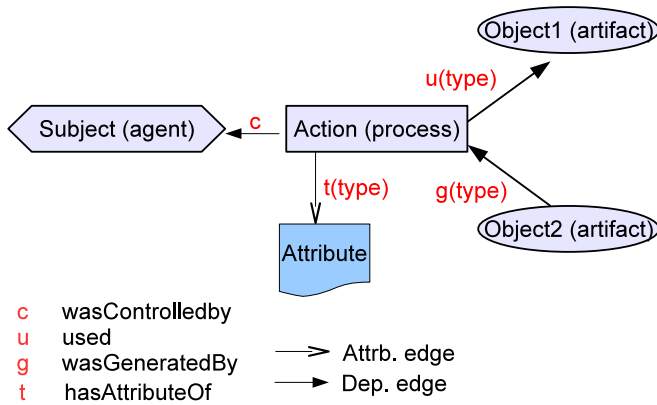 Object1 (artifact)
u(type)
Subject (agent)
c
Action (process)
t(type)
g(type)
Object2 (artifact)
Attribute
c wasControlledby
u used
g wasGeneratedBy
t hasAttributeOf
Attrb. edge
Dep. edge